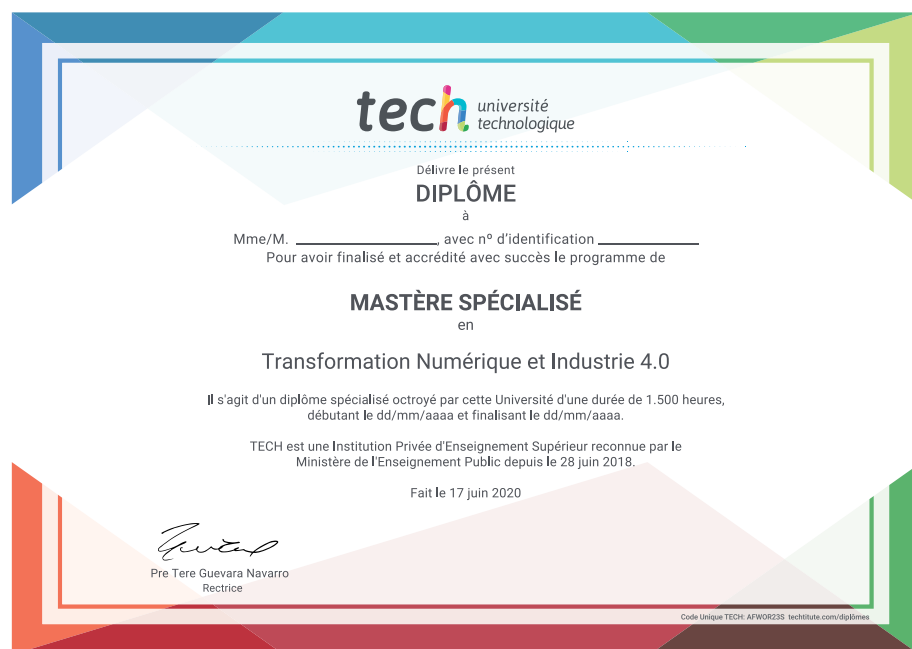 tech université
technologique
Délivre le présent
DIPLÔME
à
Mme/M. ____________________, avec nº d'identification ______________
Pour avoir finalisé et accrédité avec succès le programme de
MASTÈRE SPÉCIALISÉ
en
Transformation Numérique et Industrie 4.0
Il s'agit d'un diplôme spécialisé octroyé par cette Université d'une durée de 1.500 heures,
débutant le dd/mm/aaaa et finalisant le dd/mm/aaaa.
TECH est une Institution Privée d'Enseignement Supérieur reconnue par le
Ministère de l'Enseignement Public depuis le 28 juin 2018.
Fait le 17 juin 2020
Pre Tere Guevara Navarro
Rectrice
Code Unique TECH: AFWOR23S techtitute.com/diplômes